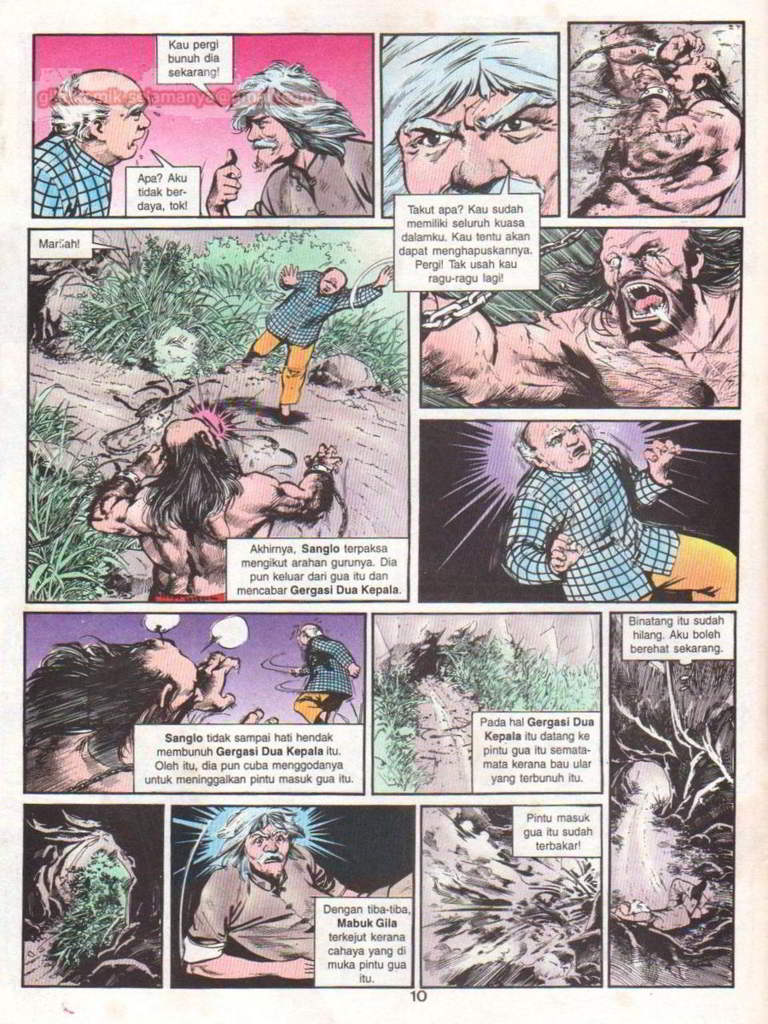 Kau pergi
bunuh dia
sekarang!
Apa? Aku
tidak ber-
daya, tok!
Takut apa? Kau sudah
memiliki seluruh kuasa
dalamku. Kau tentu akan
dapat menghapuskannya.
Pergi! Tak usah kau
ragu-ragu lagi!
Akhirnya, Sanglo terpaksa
mengikut arahan gurunya. Dia
pun keluar dari gua itu dan
mencabar Gergasi Dua Kepala.
Sanglo tidak sampai hati hendak
membunuh Gergasi Dua Kepala itu.
Oleh itu, dia pun cuba menggodanya
untuk meninggalkan pintu masuk gua itu.
Pada hal Gergasi Dua
Kepala itu datang ke
pintu gua itu semata-
mata kerana bau ular
yang terbunuh itu.
Binatang itu sudah
hilang. Aku boleh
berehat sekarang.
Dengan tiba-tiba,
Mabuk Gila
terkejut kerana
cahaya yang di
muka pintu gua
itu.
Pintu masuk
gua itu sudah
terbakar!
10